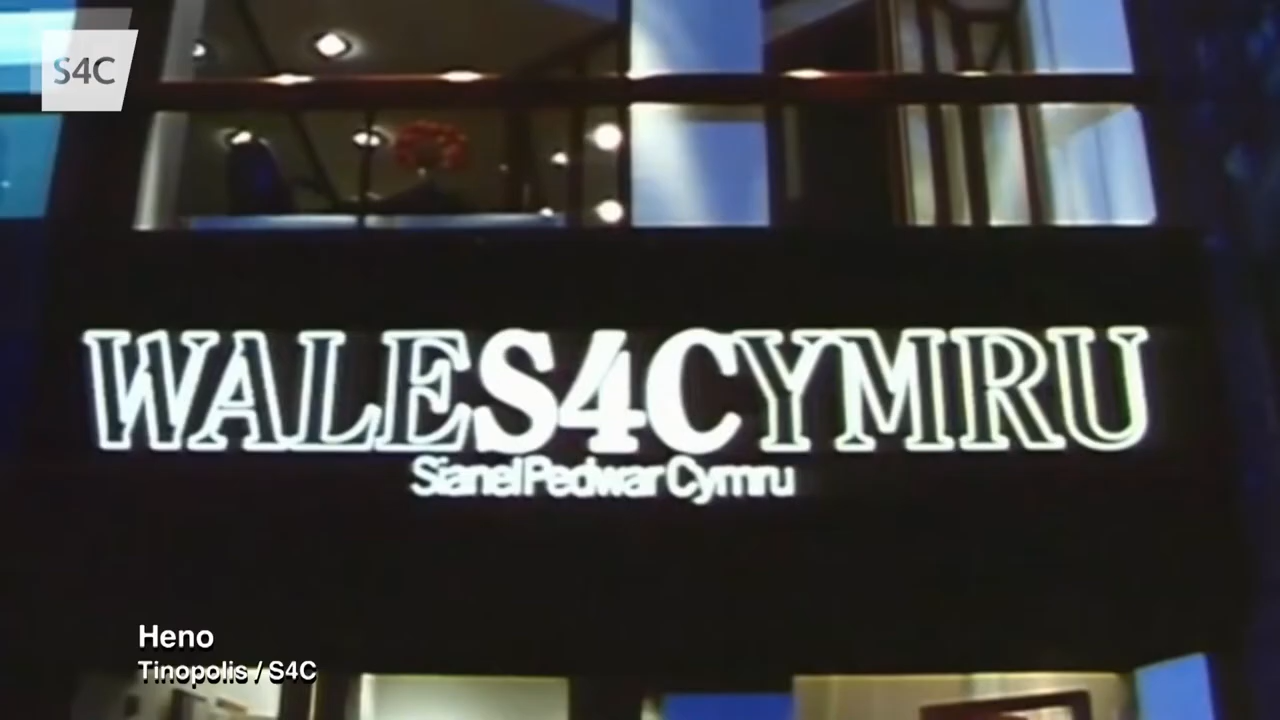 S4C
WALES4CYMRU
Sianel Pedwar Cymru
Heno
Tinopolis / S4C